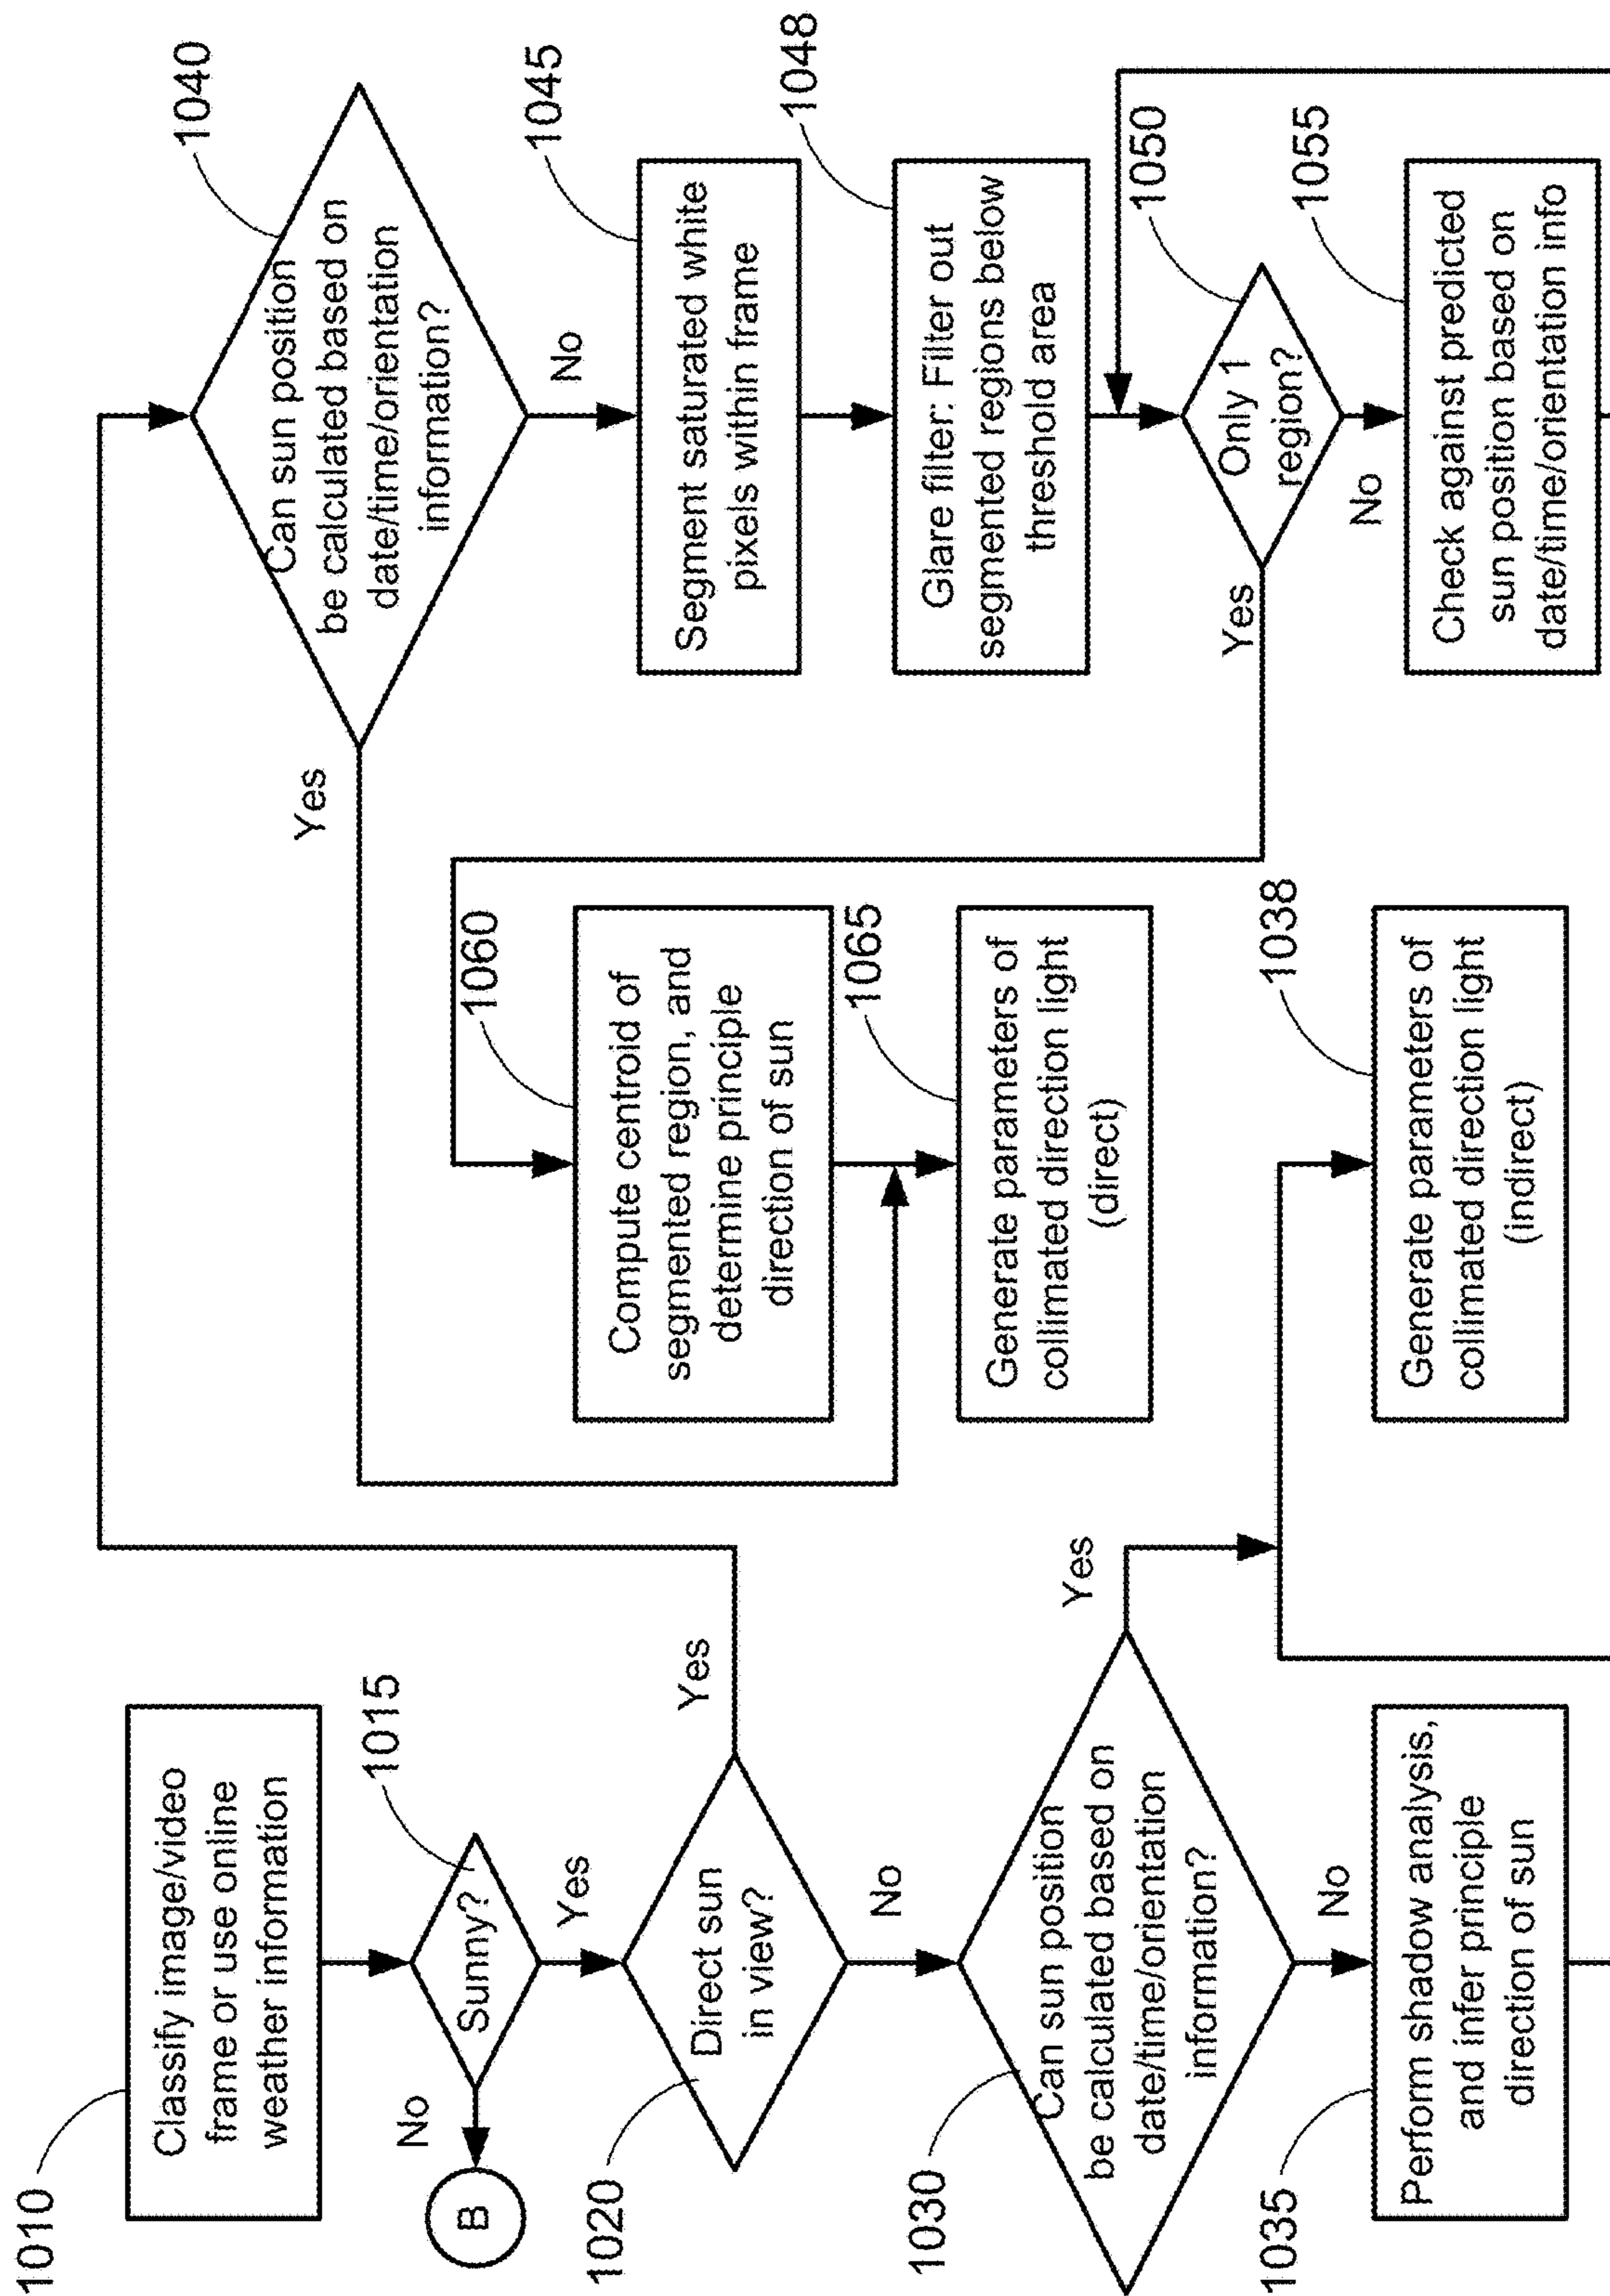 1010
Classify image/video
frame or use online
weather information
1015
Sunny?
No
B
Yes
1020
Direct sun
in view?
Yes
No
1030
Can sun position
be calculated based on
date/time/orientation
information?
Yes
No
1035
Perform shadow analysis,
and infer principle
direction of sun
1038
Generate parameters of
collimated direction light
(indirect)
1040
Can sun position
be calculated based on
date/time/orientation
information?
Yes
No
1045
Segment saturated white
pixels within frame
1048
Glare filter: Filter out
segmented regions below
threshold area
1050
Only 1
region?
Yes
No
1055
Check against predicted
sun position based on
date/time/orientation info
1060
Compute centroid of
segmented region, and
determine principle
direction of sun
1065
Generate parameters of
collimated direction light
(direct)